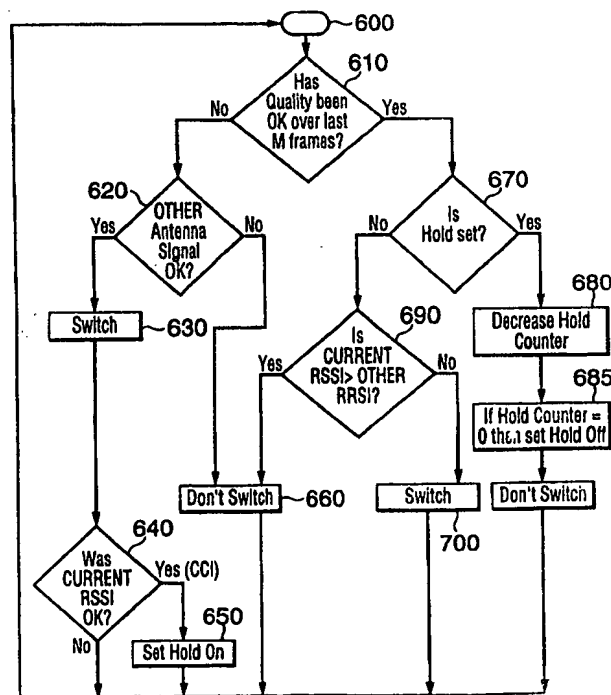 600
610
Has
Quality been
OK over last
M frames?
No
Yes
620
OTHER
Antenna
Signal
OK?
Yes
No
670
Is
Hold set?
No
Yes
Switch
630
680
Decrease Hold
Counter
690
Is
CURRENT
RSSI> OTHER
RRSI?
Yes
No
685
If Hold Counter =
0 then set Hold Off
Don't Switch
660
Switch
700
Don't Switch
640
Was
CURRENT
RSSI
OK?
Yes (CCI)
No
650
Set Hold On